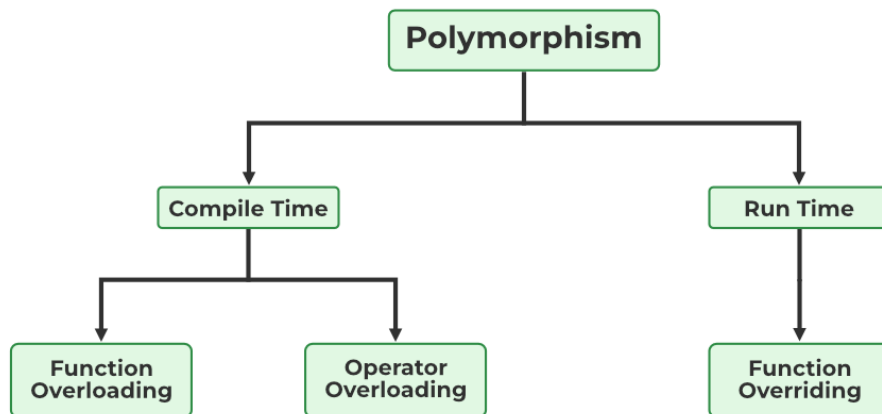 Polymorphism
Compile Time
Run Time
Function
Overloading
Operator
Overloading
Function
Overriding